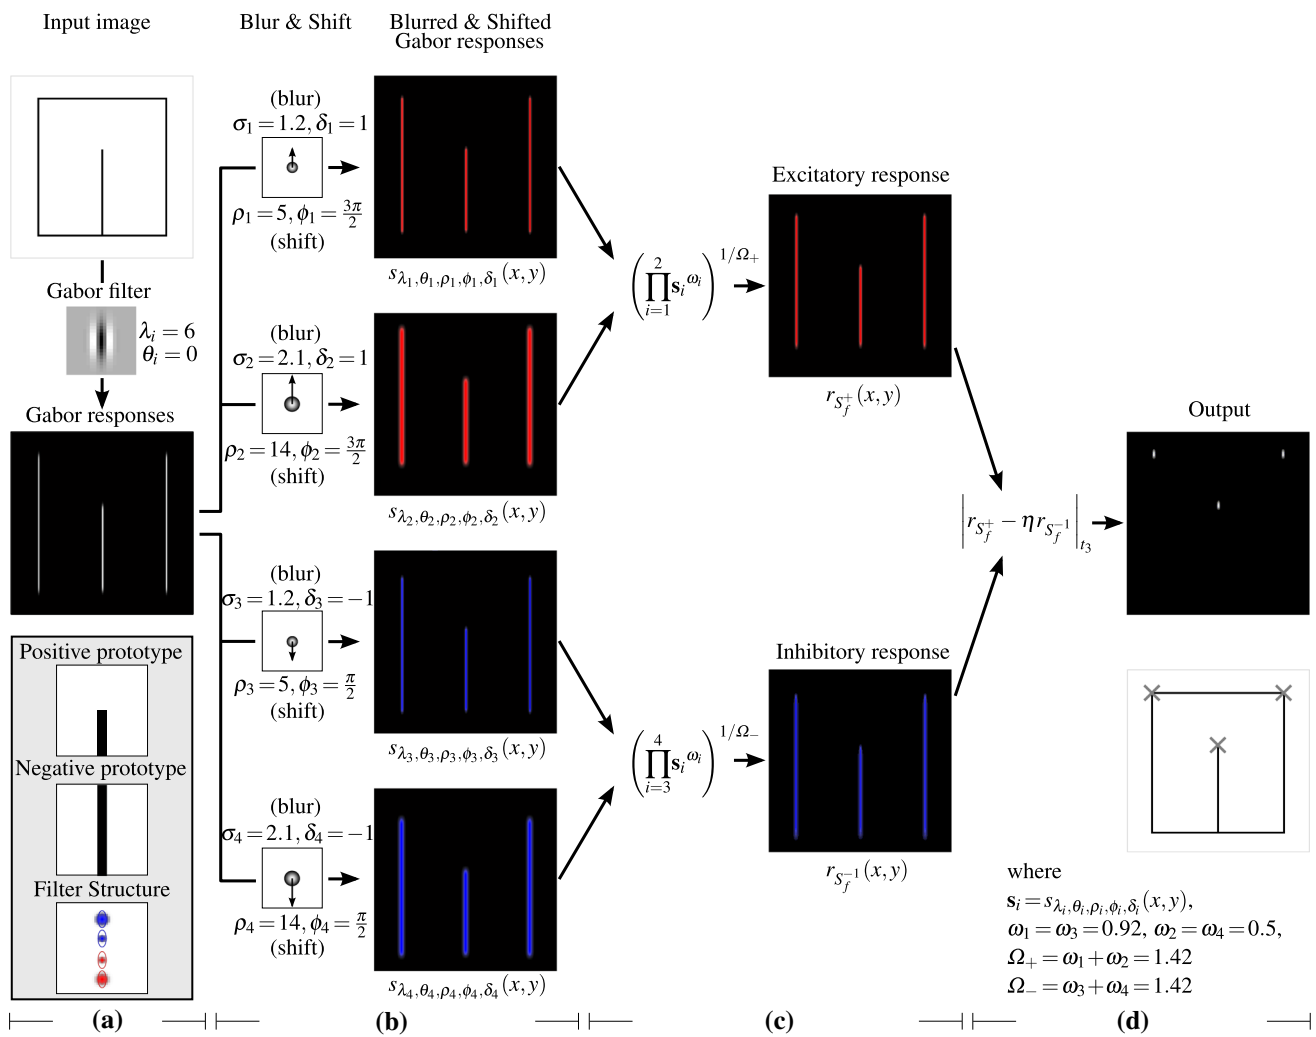 Input image
Gabor filter
λᵢ = 6
θᵢ = 0
Gabor responses
Positive prototype
Negative prototype
Filter Structure
(a)
Blur & Shift
(blur)
σ₁ = 1.2, δ₁ = 1
ρ₁ = 5, ϕ₁ = 3π/2
(shift)
(blur)
σ₂ = 2.1, δ₂ = 1
ρ₂ = 14, ϕ₂ = 3π/2
(shift)
(blur)
σ₃ = 1.2, δ₃ = −1
ρ₃ = 5, ϕ₃ = π/2
(shift)
(blur)
σ₄ = 2.1, δ₄ = −1
ρ₄ = 14, ϕ₄ = π/2
(shift)
Blurred & Shifted
Gabor responses
s_{λ₁,θ₁,ρ₁,ϕ₁,δ₁}(x,y)
s_{λ₂,θ₂,ρ₂,ϕ₂,δ₂}(x,y)
s_{λ₃,θ₃,ρ₃,ϕ₃,δ₃}(x,y)
s_{λ₄,θ₄,ρ₄,ϕ₄,δ₄}(x,y)
(b)
(∏_{i=1}^{2} sᵢ^{ωᵢ})^{1/Ω₊}
(∏_{i=3}^{4} sᵢ^{ωᵢ})^{1/Ω₋}
Excitatory response
r_{S_f^+}(x,y)
Inhibitory response
r_{S_f^{-1}}(x,y)
(c)
|r_{S_f^+} − η r_{S_f^{-1}}|_{t₃}
Output
where
sᵢ = s_{λᵢ,θᵢ,ρᵢ,ϕᵢ,δᵢ}(x,y),
ω₁ = ω₃ = 0.92, ω₂ = ω₄ = 0.5,
Ω₊ = ω₁ + ω₂ = 1.42
Ω₋ = ω₃ + ω₄ = 1.42
(d)